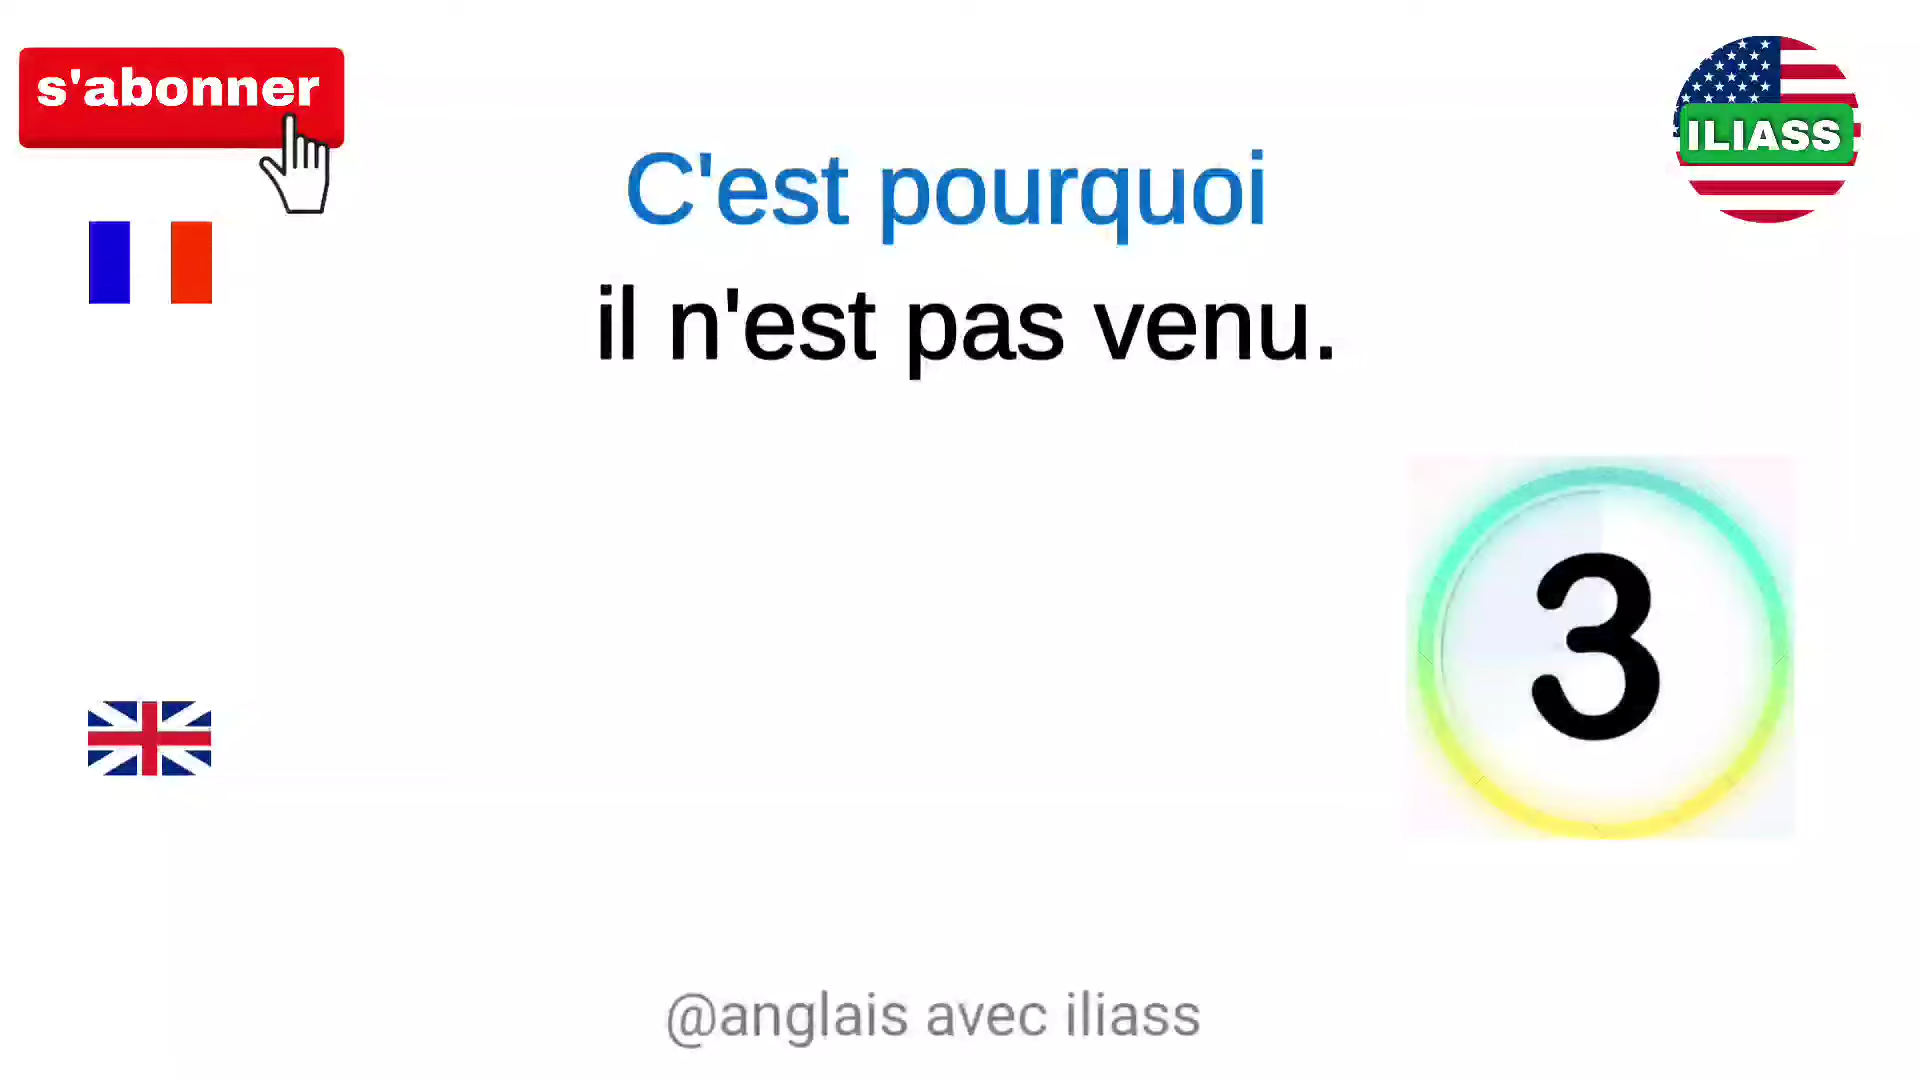 s'abonner
ILIASS
C'est pourquoi
il n'est pas venu.
3
@anglais avec iliass